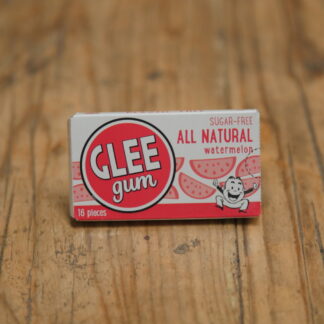 GLEE
gum
16 pieces
SUGAR-FREE
ALL NATURAL
watermelon